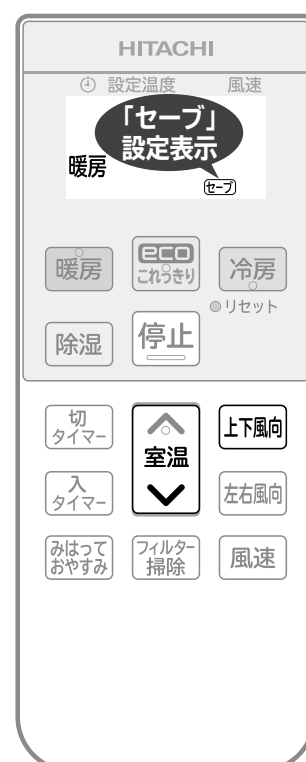 HITACHI
設定温度 風速
「セーブ」
設定表示
暖房
セーブ
暖房
eco
これっきり
冷房
リセット
除湿
停止
切
タイマー
室温
上下風向
入
タイマー
左右風向
みはって
おやすみ
フィルター
掃除
風速